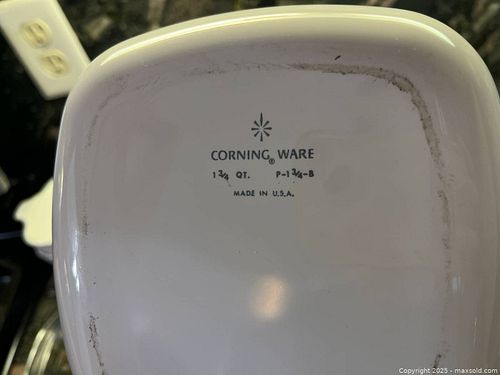 CORNING® WARE
1 3/4 QT. P-1 3/4-B
MADE IN U.S.A.
Copyright 2025 - maxsold.com